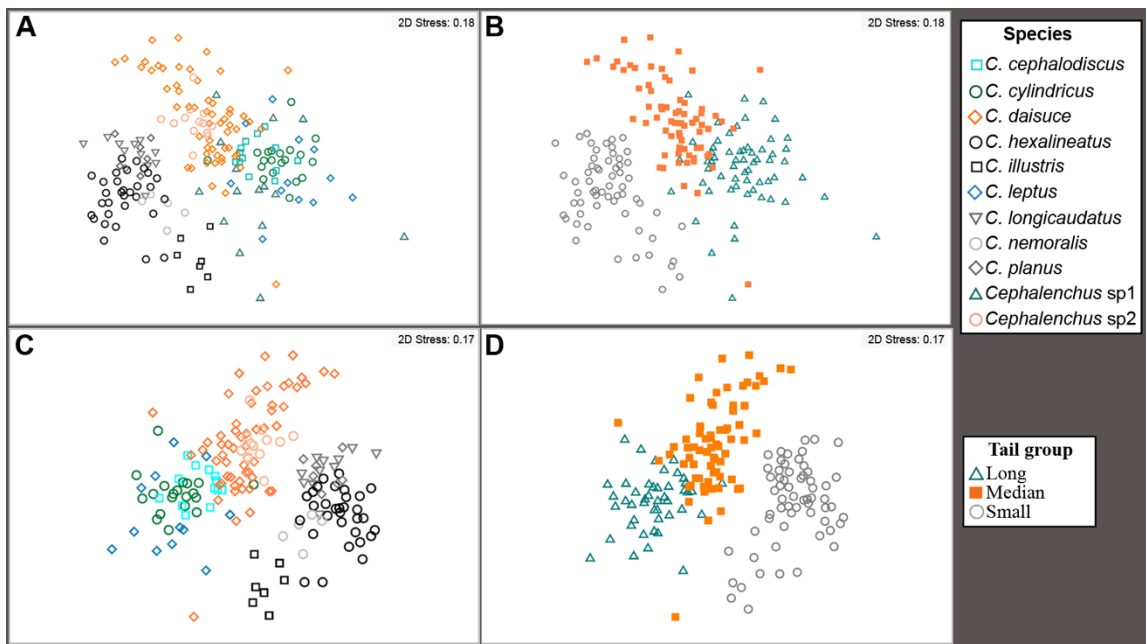 A
2D Stress: 0.18
B
2D Stress: 0.18
C
2D Stress: 0.17
D
2D Stress: 0.17
Species
C. cephalodiscus
C. cylindricus
C. daisuce
C. hexalineatus
C. illustris
C. leptus
C. longicaudatus
C. nemoralis
C. planus
Cephalenchus sp1
Cephalenchus sp2
Tail group
Long
Median
Small